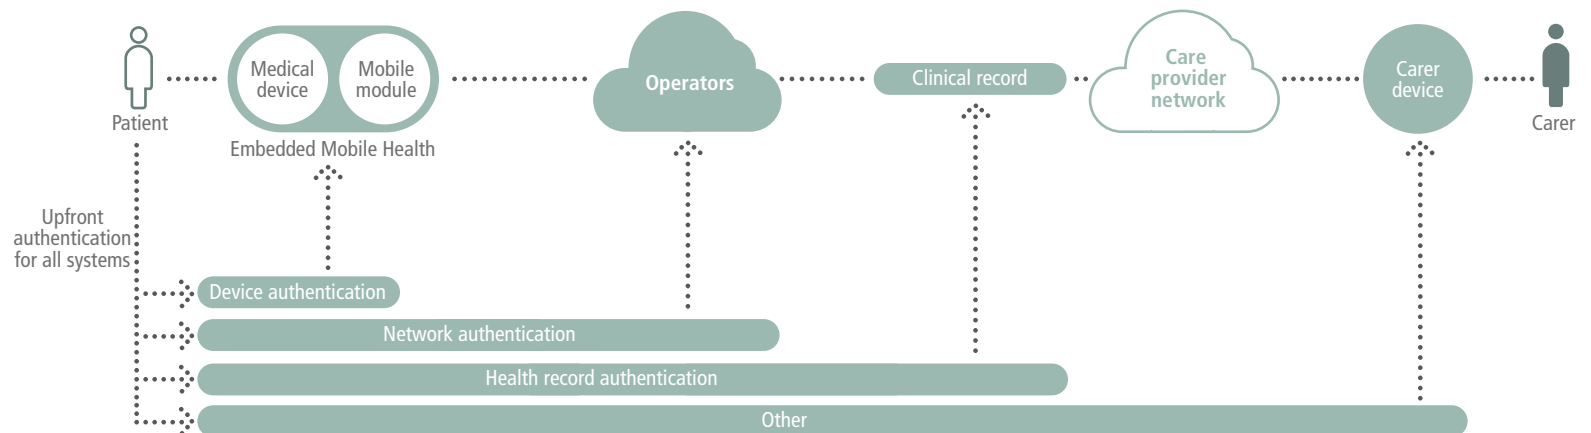 Patient
Medical
device
Mobile
module
Embedded Mobile Health
Operators
Clinical record
Care
provider
network
Carer
device
Carer
Upfront
authentication
for all systems
Device authentication
Network authentication
Health record authentication
Other